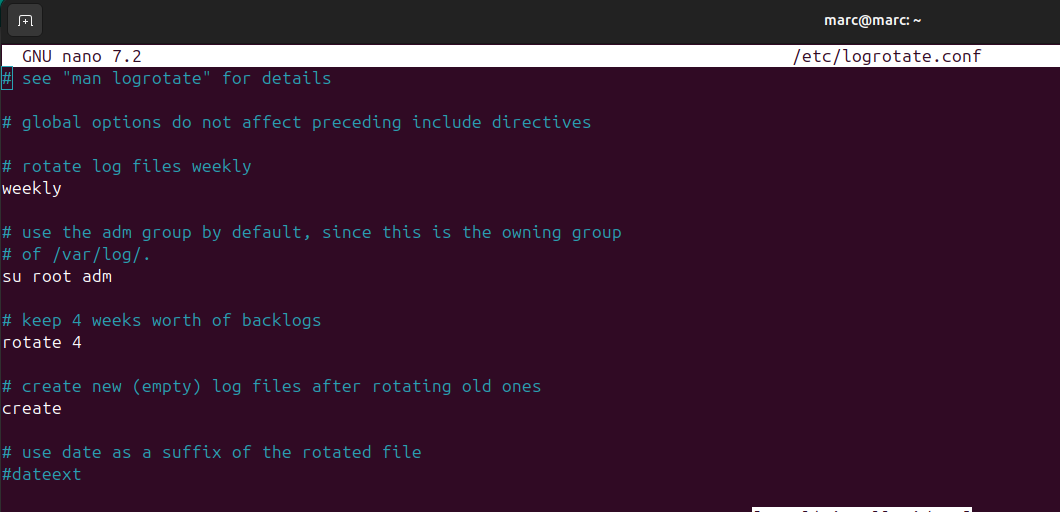 marc@marc: ~
GNU nano 7.2 /etc/logrotate.conf
# see "man logrotate" for details
# global options do not affect preceding include directives
# rotate log files weekly
weekly
# use the adm group by default, since this is the owning group
# of /var/log/.
su root adm
# keep 4 weeks worth of backlogs
rotate 4
# create new (empty) log files after rotating old ones
create
# use date as a suffix of the rotated file
#dateext